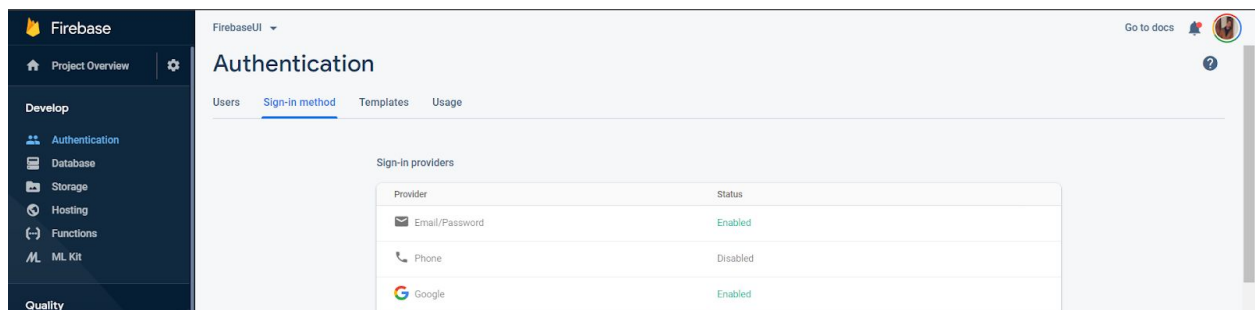 Firebase
FirebaseUI
Go to docs
Project Overview
Authentication
Users Sign-in method Templates Usage
Develop
Authentication
Database
Storage
Hosting
Functions
ML Kit
Quality
Sign-in providers
Provider Status
Email/Password Enabled
Phone Disabled
Google Enabled